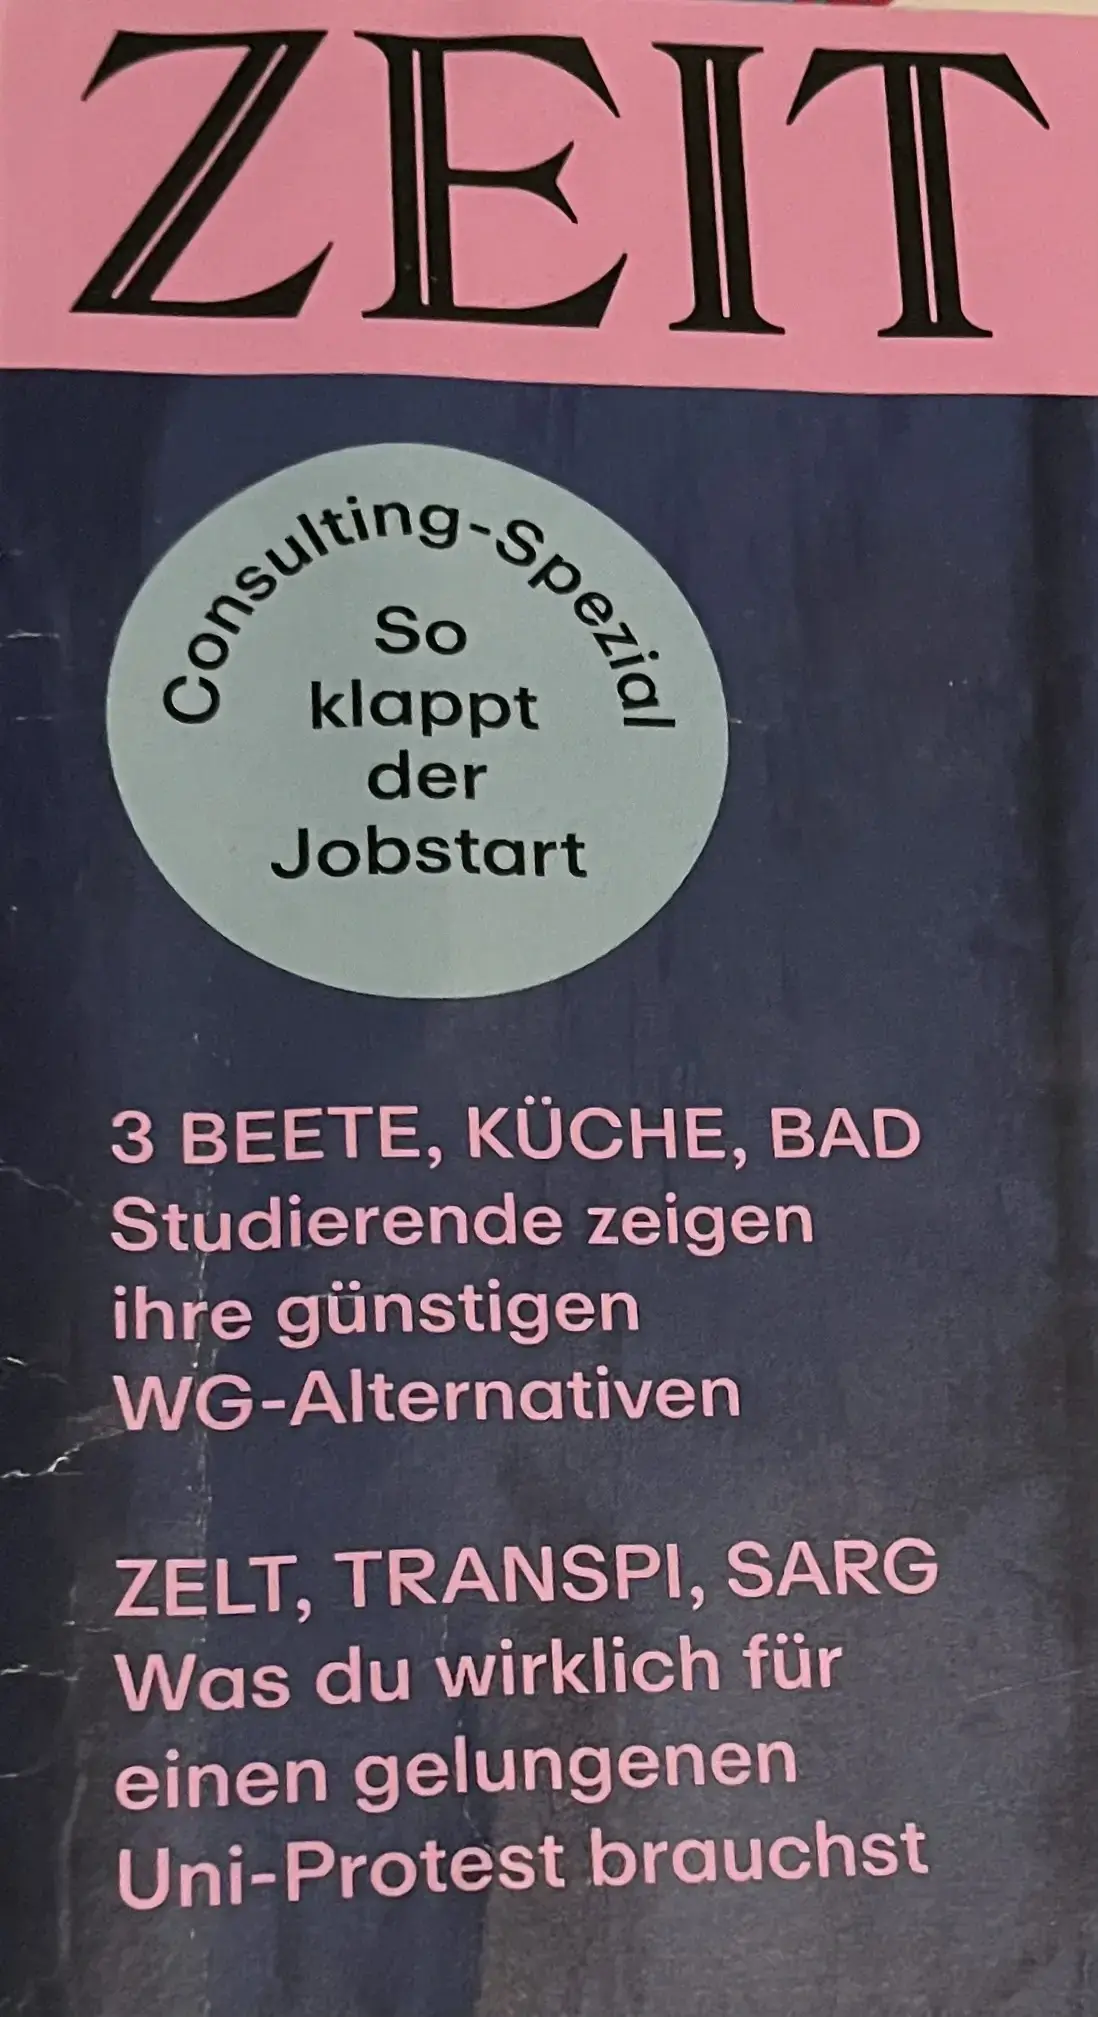 ZEIT
Consulting-Spezial
So
klappt
der
Jobstart
3 BEETE, KÜCHE, BAD
Studierende zeigen
ihre günstigen
WG-Alternativen
ZELT, TRANSPI, SARG
Was du wirklich für
einen gelungenen
Uni-Protest brauchst